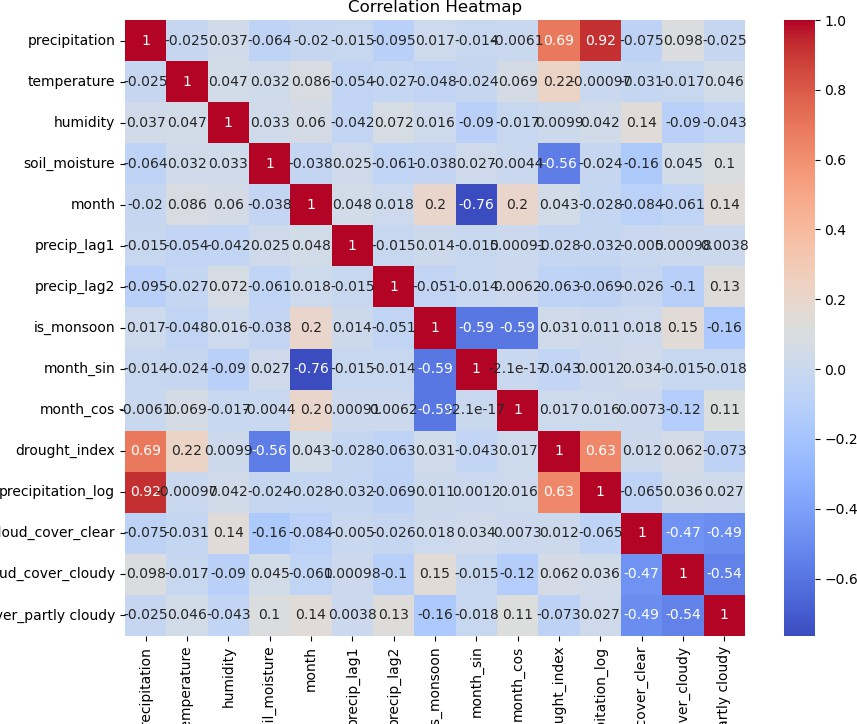 Correlation Heatmap
precipitation 1 -0.025 0.037 -0.064 -0.02 -0.015 -0.095 0.017 -0.014 -0.0061 0.69 0.92 -0.075 0.098 -0.025
temperature -0.025 1 0.047 0.032 0.086 -0.054 -0.027 -0.048 -0.024 0.069 0.22 -0.00097 -0.031 -0.017 0.046
humidity 0.037 0.047 1 0.033 0.06 -0.042 0.072 0.016 -0.09 -0.017 0.0099 0.042 0.14 -0.09 -0.043
soil_moisture -0.064 0.032 0.033 1 -0.038 0.025 -0.061 -0.038 0.027 -0.0044 -0.56 -0.024 -0.16 0.045 0.1
month -0.02 0.086 0.06 -0.038 1 0.048 0.018 0.2 -0.76 0.2 0.043 -0.028 -0.084 -0.061 0.14
precip_lag1 -0.015 -0.054 -0.042 0.025 0.048 1 -0.015 0.014 -0.015 0.00091 -0.028 -0.032 -0.005 0.00098 0.0038
precip_lag2 -0.095 -0.027 0.072 -0.061 0.018 -0.015 1 -0.051 -0.014 0.0062 -0.063 -0.069 -0.026 -0.1 0.13
is_monsoon 0.017 -0.048 0.016 -0.038 0.2 0.014 -0.051 1 -0.59 -0.59 0.031 0.011 0.018 0.15 -0.16
month_sin -0.014 -0.024 -0.09 0.027 -0.76 -0.015 -0.014 -0.59 1 -2.1e-17 -0.043 0.0012 0.034 -0.015 -0.018
month_cos -0.0061 0.069 -0.017 -0.0044 0.2 0.00091 0.0062 -0.59 -2.1e-17 1 0.017 0.016 0.0073 -0.12 0.11
drought_index 0.69 0.22 0.0099 -0.56 0.043 -0.028 -0.063 0.031 -0.043 0.017 1 0.63 0.012 0.062 -0.073
precipitation_log 0.92 -0.00097 0.042 -0.024 -0.028 -0.032 -0.069 0.011 0.0012 0.016 0.63 1 -0.065 0.036 0.027
loud_cover_clear -0.075 -0.031 0.14 -0.16 -0.084 -0.005 -0.026 0.018 0.034 0.0073 0.012 -0.065 1 -0.47 -0.49
ud_cover_cloudy 0.098 -0.017 -0.09 0.045 -0.061 0.00098 -0.1 0.15 -0.015 -0.12 0.062 0.036 -0.47 1 -0.54
ver_partly cloudy -0.025 0.046 -0.043 0.1 0.14 0.0038 0.13 -0.16 -0.018 0.11 -0.073 0.027 -0.49 -0.54 1
recipitation
emperature
humidity
il_moisture
month
precip_lag1
precip_lag2
s_monsoon
month_sin
month_cos
ught_index
pitation_log
cover_clear
ver_cloudy
artly cloudy
1.0
0.8
0.6
0.4
0.2
0.0
−0.2
−0.4
−0.6